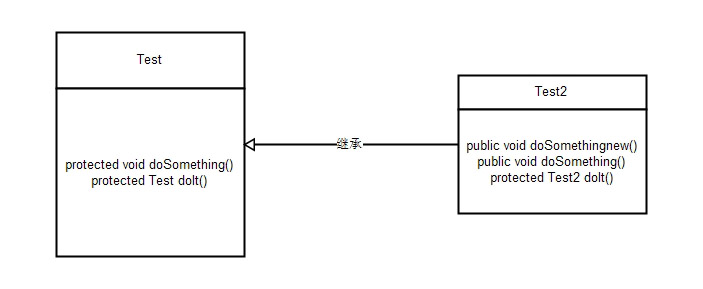 Test
protected void doSomething()
protected Test doIt()
继承
Test2
public void doSomethingnew()
public void doSomething()
protected Test2 doIt()